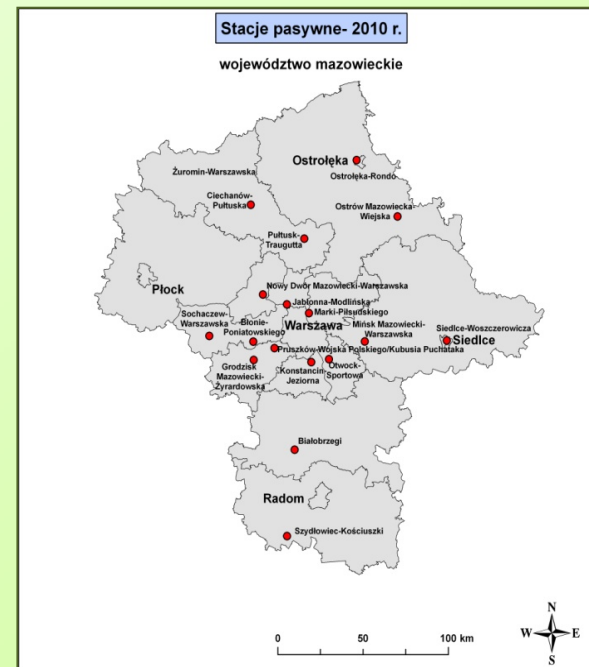 Stacje pasywne- 2010 r.
województwo mazowieckie
Ostrołęka
Ostrołęka-Rondo
Żuromin-Warszawska
Ciechanów-
Pułtuska
Ostrów Mazowiecka-
Wiejska
Pułtusk-
Traugutta
Płock
Nowy Dwór Mazowiecki-Warszawska
Jabłonna-Modlińska
Marki-Piłsudskiego
Sochaczew-
Warszawska
Błonie-
Poniatowskiego
Warszawa
Mińsk Mazowiecki-
Warszawska
Siedlce-Woszczerowicza
Siedlce
Pruszków-Wojska Polskiego/Kubusia Puchatka
Grodzisk
Mazowiecki-
Żyrardowska
Konstancin-
Jeziorna
Otwock-
Sportowa
Białobrzegi
Radom
Szydłowiec-Kościuszki
0 50 100 km
N
W E
S